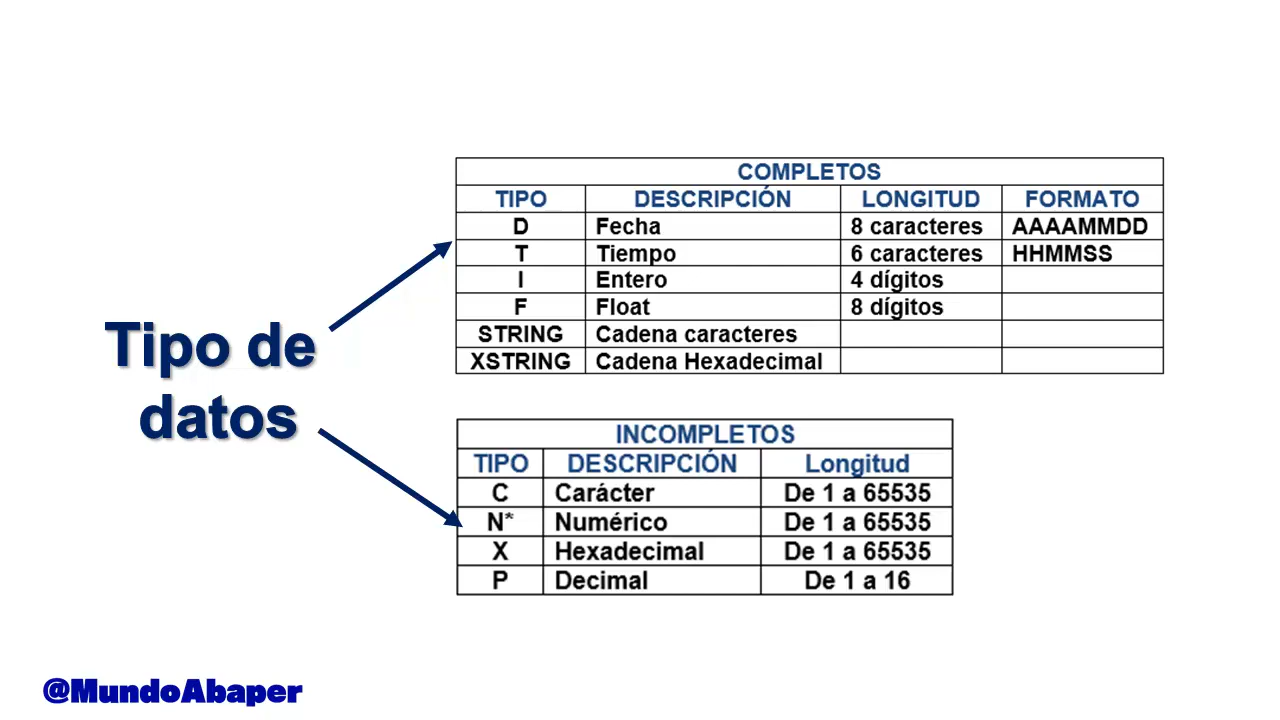 Tipo de
datos
COMPLETOS
TIPO DESCRIPCIÓN LONGITUD FORMATO
D Fecha 8 caracteres AAAAMMDD
T Tiempo 6 caracteres HHMMSS
I Entero 4 dígitos
F Float 8 dígitos
STRING Cadena caracteres
XSTRING Cadena Hexadecimal
INCOMPLETOS
TIPO DESCRIPCIÓN Longitud
C Carácter De 1 a 65535
N* Numérico De 1 a 65535
X Hexadecimal De 1 a 65535
P Decimal De 1 a 16
@MundoAbaper